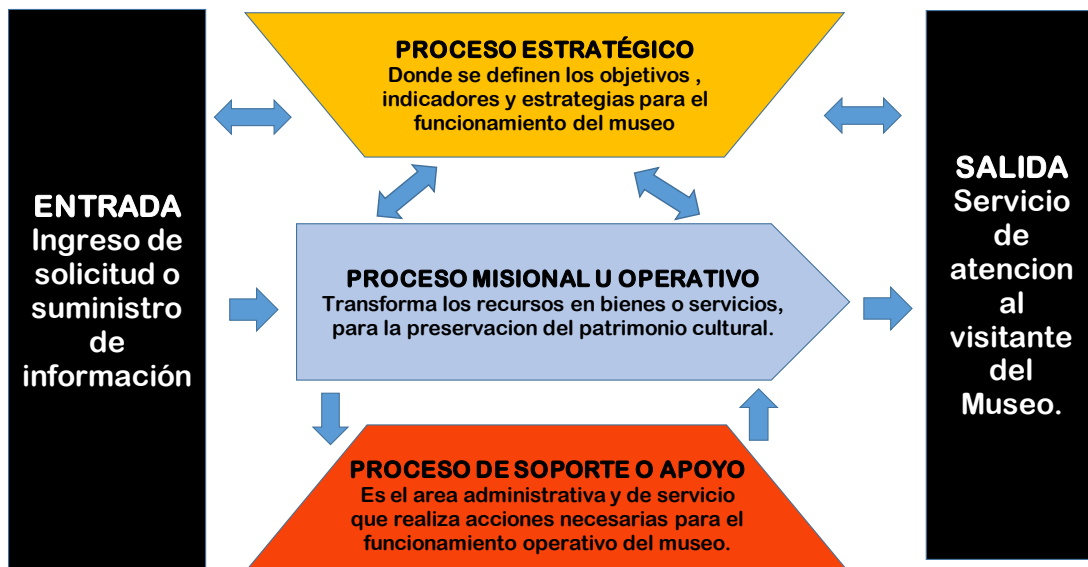 ENTRADA
Ingreso de
solicitud o
suministro
de
información
PROCESO ESTRATÉGICO
Donde se definen los objetivos ,
indicadores y estrategias para el
funcionamiento del museo
PROCESO MISIONAL U OPERATIVO
Transforma los recursos en bienes o servicios,
para la preservacion del patrimonio cultural.
PROCESO DE SOPORTE O APOYO
Es el area administrativa y de servicio
que realiza acciones necesarias para el
funcionamiento operativo del museo.
SALIDA
Servicio
de
atencion
al
visitante
del
Museo.